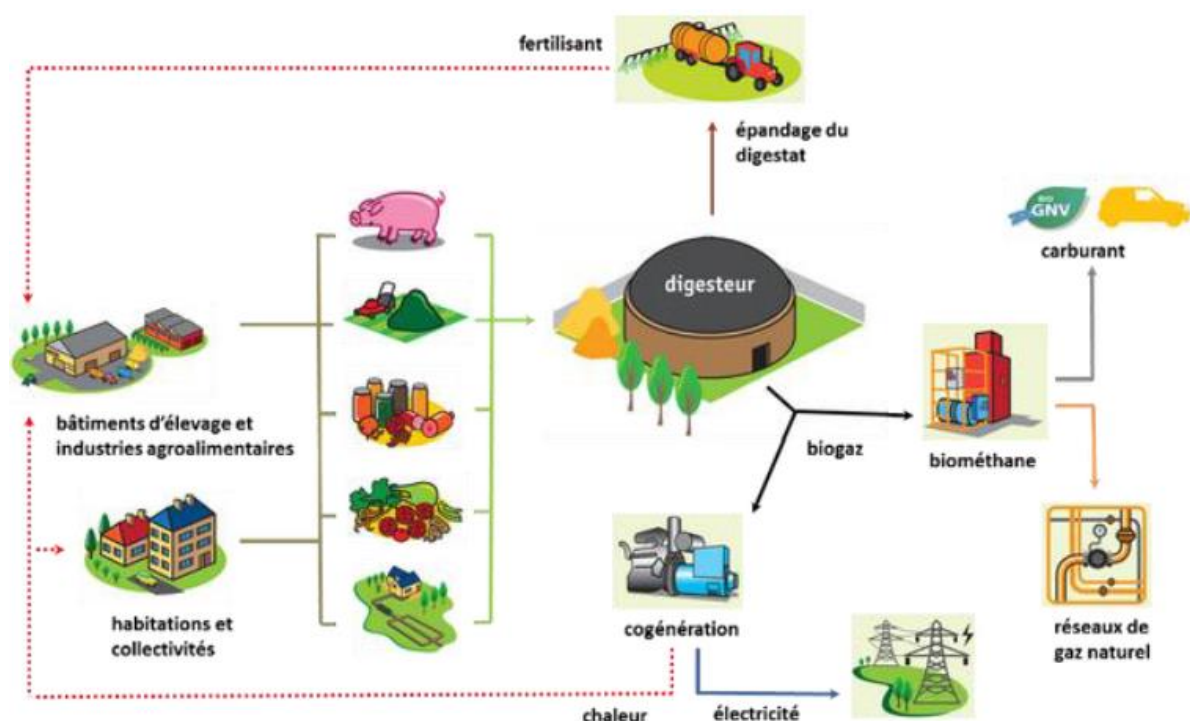 fertilisant
épandage du
digestat
BIO
GNV
carburant
digesteur
bâtiments d'élevage et
industries agroalimentaires
biogaz
biométhane
habitations et
collectivités
cogénération
réseaux de
gaz naturel
chaleur
électricité